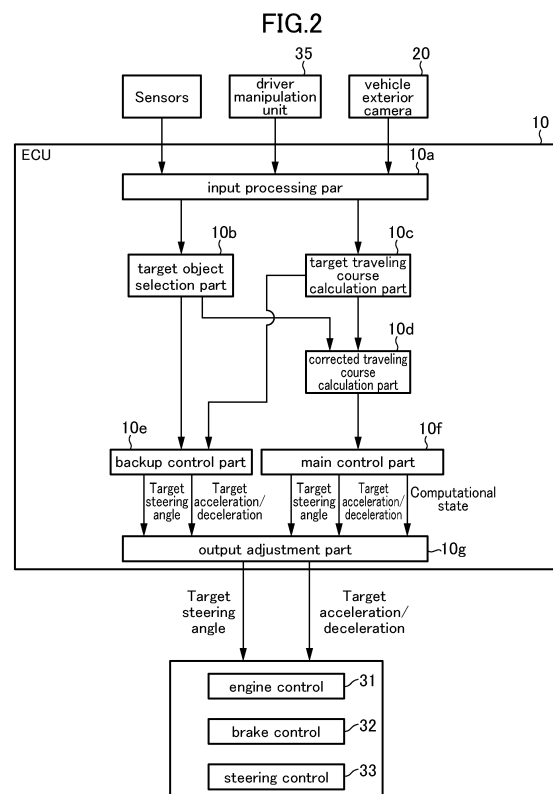 FIG.2
35
20
Sensors
driver
manipulation
unit
vehicle
exterior
camera
10
ECU
10a
input processing par
10b
10c
target object
selection part
target traveling
course
calculation part
10d
corrected traveling
course
calculation part
10e
10f
backup control part
main control part
Target
steering
angle
Target
acceleration/
deceleration
Target
steering
angle
Target
acceleration/
deceleration
Computational
state
output adjustment part
10g
Target
steering
angle
Target
acceleration/
deceleration
engine control
31
brake control
32
steering control
33